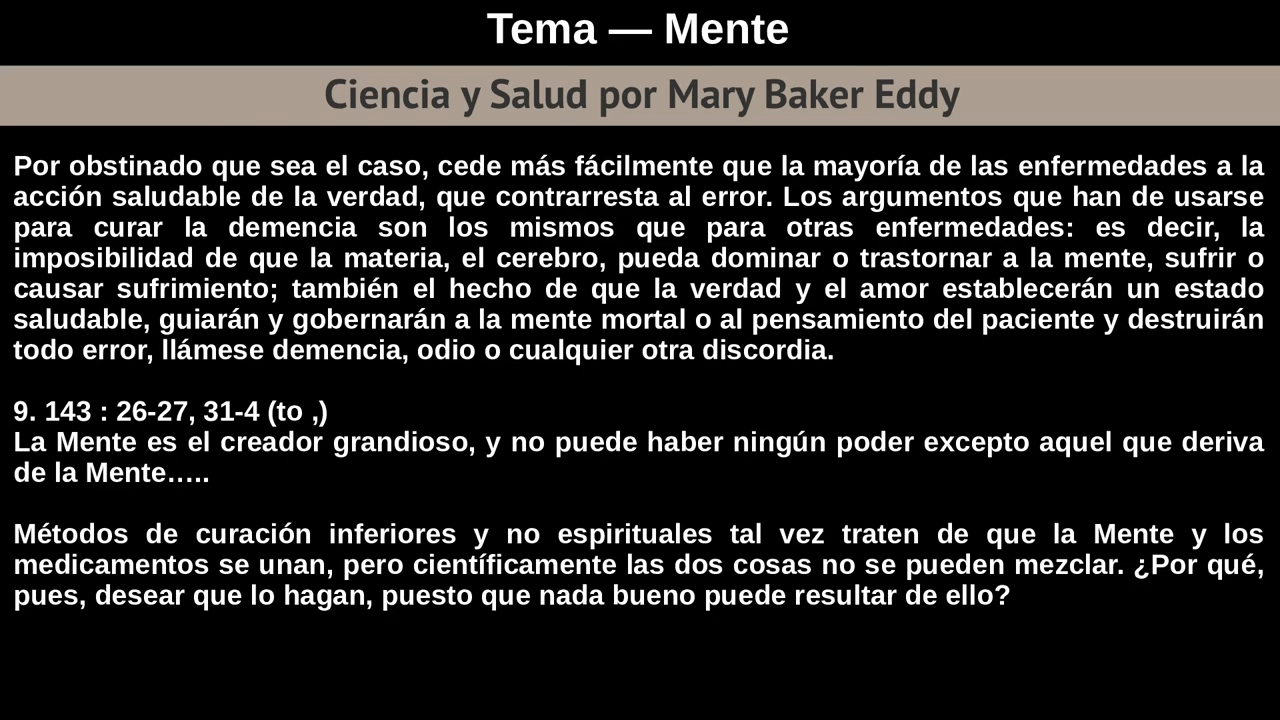 Tema — Mente
Ciencia y Salud por Mary Baker Eddy
Por obstinado que sea el caso, cede más fácilmente que la mayoría de las enfermedades a la
acción saludable de la verdad, que contrarresta al error. Los argumentos que han de usarse
para curar la demencia son los mismos que para otras enfermedades: es decir, la
imposibilidad de que la materia, el cerebro, pueda dominar o trastornar a la mente, sufrir o
causar sufrimiento; también el hecho de que la verdad y el amor establecerán un estado
saludable, guiarán y gobernarán a la mente mortal o al pensamiento del paciente y destruirán
todo error, llámese demencia, odio o cualquier otra discordia.
9. 143 : 26-27, 31-4 (to ,)
La Mente es el creador grandioso, y no puede haber ningún poder excepto aquel que deriva
de la Mente…..
Métodos de curación inferiores y no espirituales tal vez traten de que la Mente y los
medicamentos se unan, pero científicamente las dos cosas no se pueden mezclar. ¿Por qué,
pues, desear que lo hagan, puesto que nada bueno puede resultar de ello?